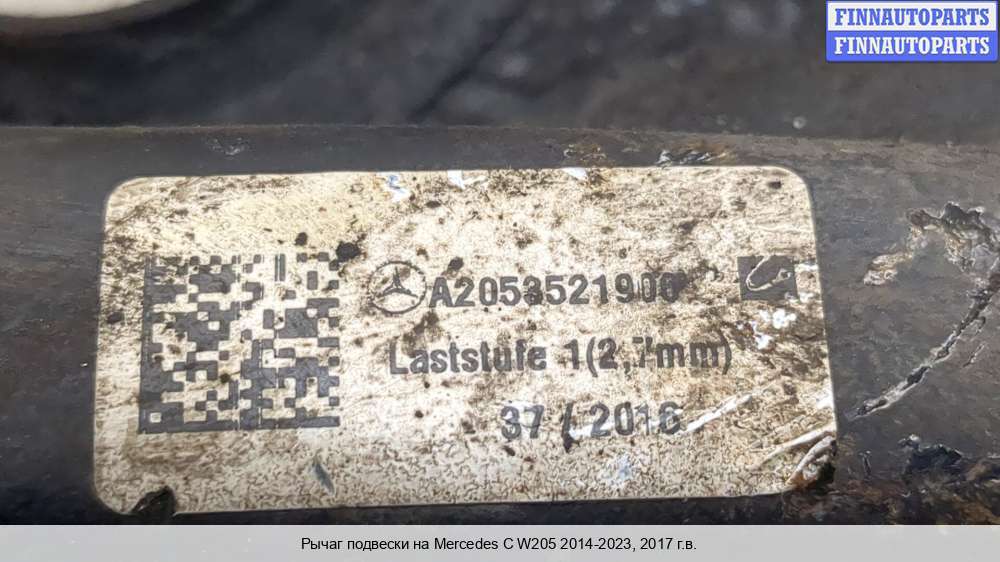 FINNAUTOPARTS
FINNAUTOPARTS
A2053521900
Laststufe 1(2,7mm)
37 / 2016
Рычаг подвески на Mercedes C W205 2014-2023, 2017 г.в.